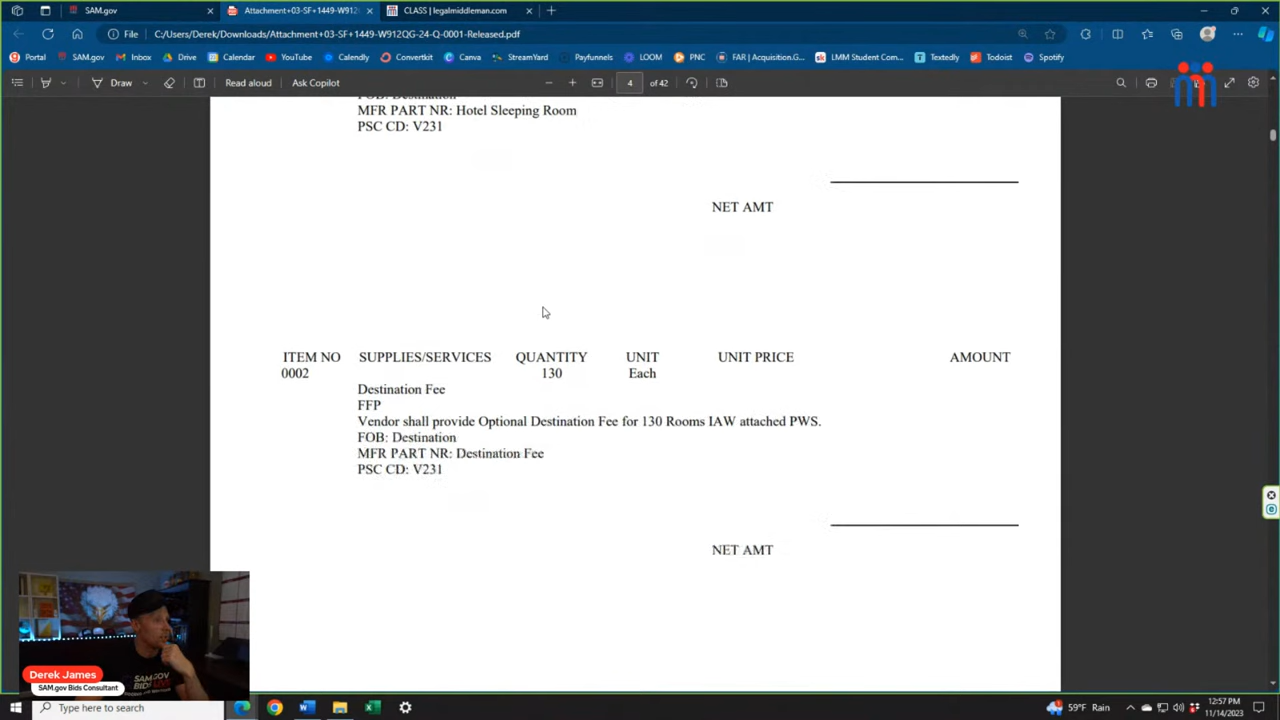 SAM.gov
Attachment+03-SF+1449-W912
CLASS | legalmiddleman.com
File
C:/Users/Derek/Downloads/Attachment+03-SF+1449-W912QG-24-Q-0001-Released.pdf
Portal
SAM.gov
Inbox
Drive
YouTube
Calendly
Convertkit
Canva
StreamYard
Payfunnels
LOOM
PNC
FAR | Acquisition.G...
LMM Student Com...
Textedly
Todoist
Spotify
Draw
Read aloud
Ask Copilot
4
of 42
MFR PART NR: Hotel Sleeping Room
PSC CD: V231
NET AMT
ITEM NO SUPPLIES/SERVICES QUANTITY UNIT UNIT PRICE AMOUNT
0002 130 Each
Destination Fee
FFP
Vendor shall provide Optional Destination Fee for 130 Rooms IAW attached PWS.
FOB: Destination
MFR PART NR: Destination Fee
PSC CD: V231
NET AMT
SAM.GOV
BIDS
Derek James
SAM.gov Bids Consultant
Type here to search
59°F Rain
12:57 PM
11/14/2023